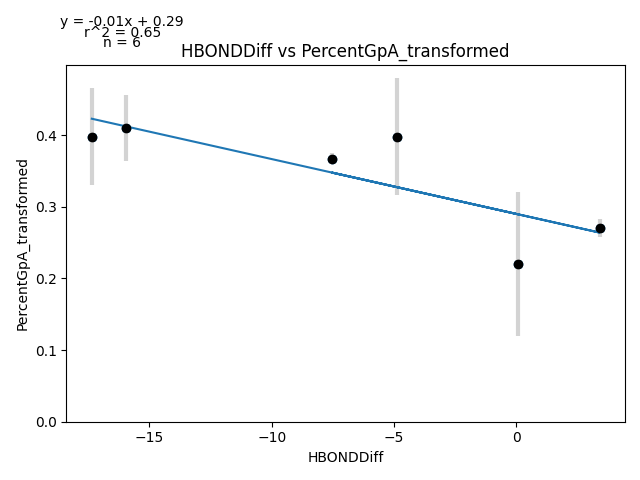 y = -0.01x + 0.29
r^2 = 0.65
n = 6
HBONDDiff vs PercentGpA_transformed
PercentGpA_transformed
0.4
0.3
0.2
0.1
0.0
−15
−10
−5
0
HBONDDiff